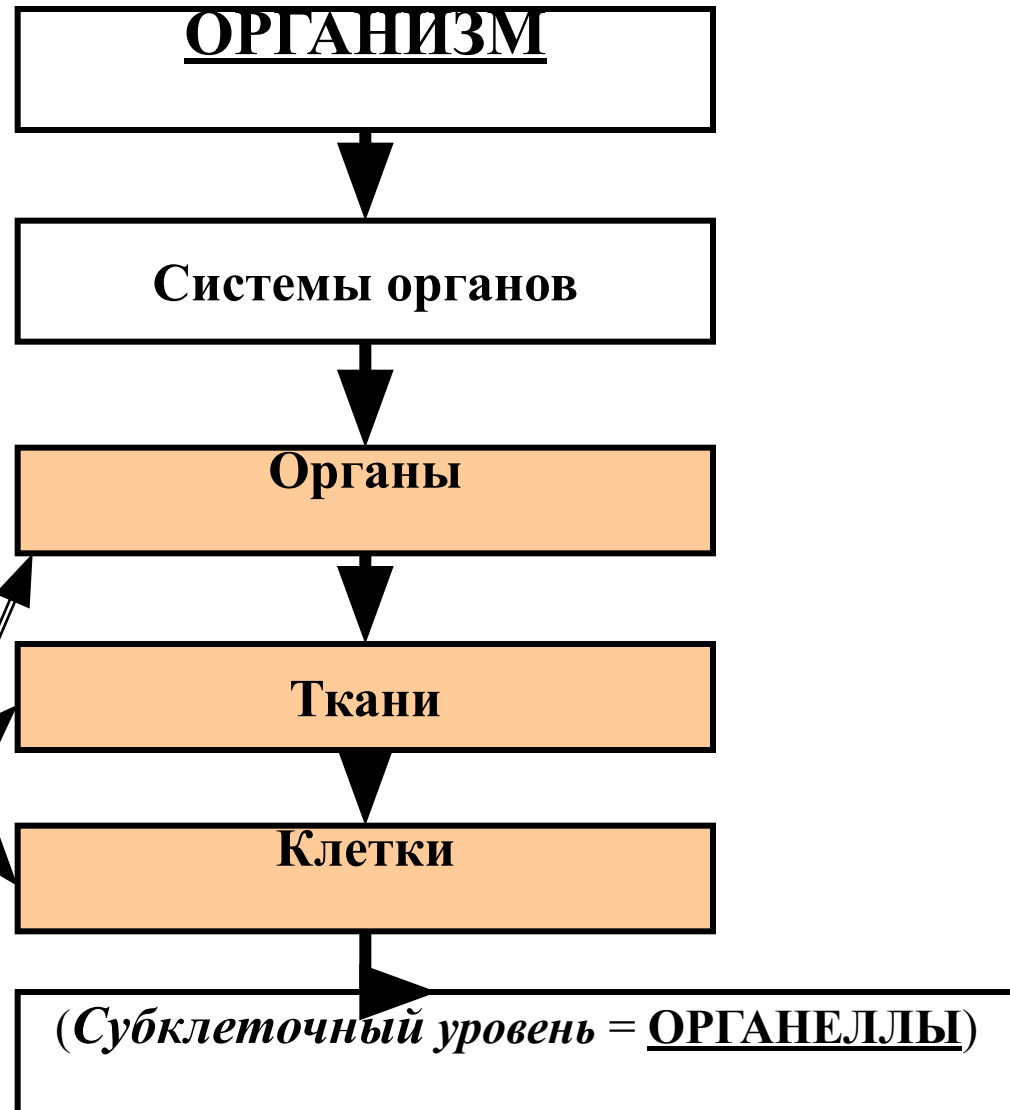 ОРГАНИЗМ
Системы органов
Органы
Ткани
Клетки
(Субклеточный уровень = ОРГАНЕЛЛЫ)